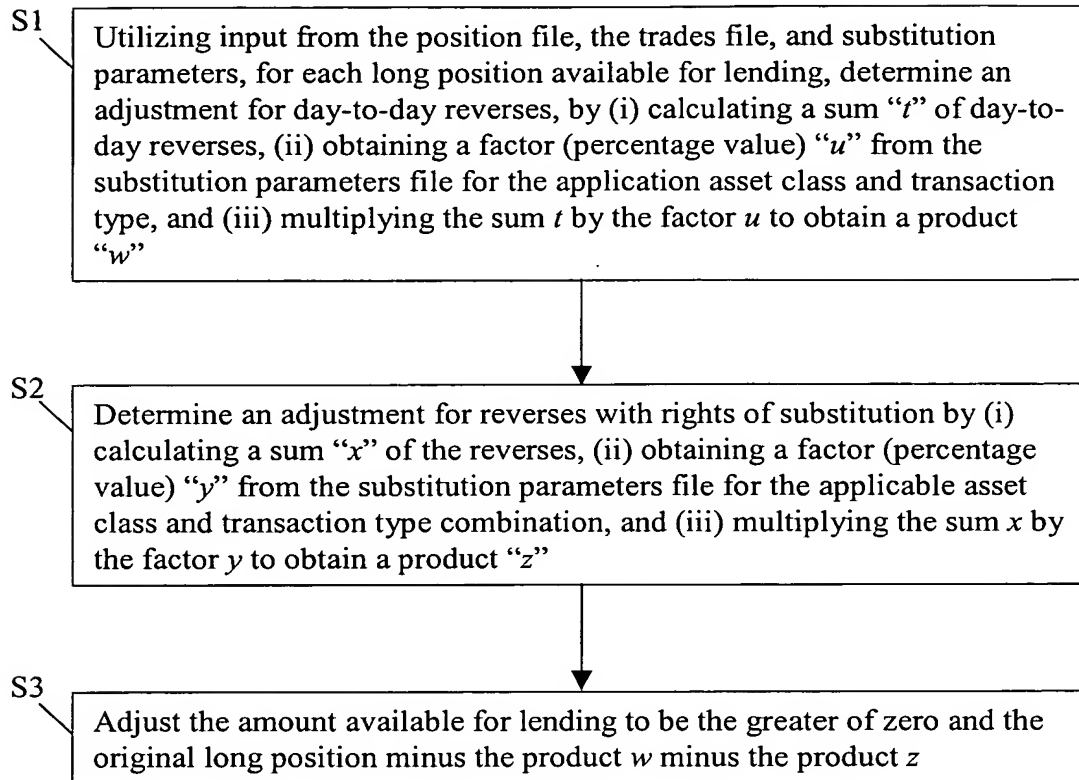 S1
Utilizing input from the position file, the trades file, and substitution
parameters, for each long position available for lending, determine an
adjustment for day-to-day reverses, by (i) calculating a sum “t” of day-to-
day reverses, (ii) obtaining a factor (percentage value) “u” from the
substitution parameters file for the application asset class and transaction
type, and (iii) multiplying the sum t by the factor u to obtain a product
“w”
S2
Determine an adjustment for reverses with rights of substitution by (i)
calculating a sum “x” of the reverses, (ii) obtaining a factor (percentage
value) “y” from the substitution parameters file for the applicable asset
class and transaction type combination, and (iii) multiplying the sum x by
the factor y to obtain a product “z”
S3
Adjust the amount available for lending to be the greater of zero and the
original long position minus the product w minus the product z